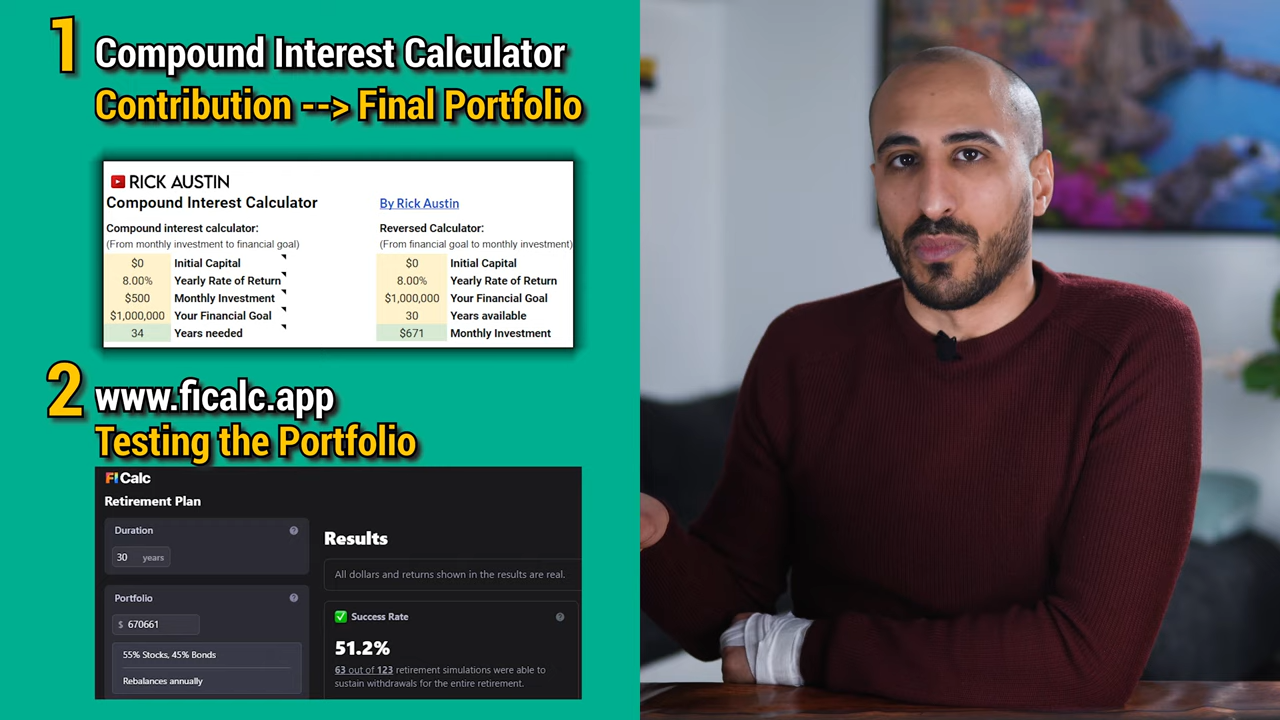 1 Compound Interest Calculator
Contribution --> Final Portfolio
RICK AUSTIN
Compound Interest Calculator
By Rick Austin
Compound interest calculator:
(From monthly investment to financial goal)
$0 Initial Capital
8.00% Yearly Rate of Return
$500 Monthly Investment
$1,000,000 Your Financial Goal
34 Years needed
Reversed Calculator:
(From financial goal to monthly investment)
$0 Initial Capital
8.00% Yearly Rate of Return
$1,000,000 Your Financial Goal
30 Years available
$671 Monthly Investment
2 www.ficalc.app
Testing the Portfolio
FI Calc
Retirement Plan
Duration
30 years
Portfolio
$ 670661
55% Stocks, 45% Bonds
Rebalances annually
Results
All dollars and returns shown in the results are real.
Success Rate
51.2%
63 out of 123 retirement simulations were able to
sustain withdrawals for the entire retirement.